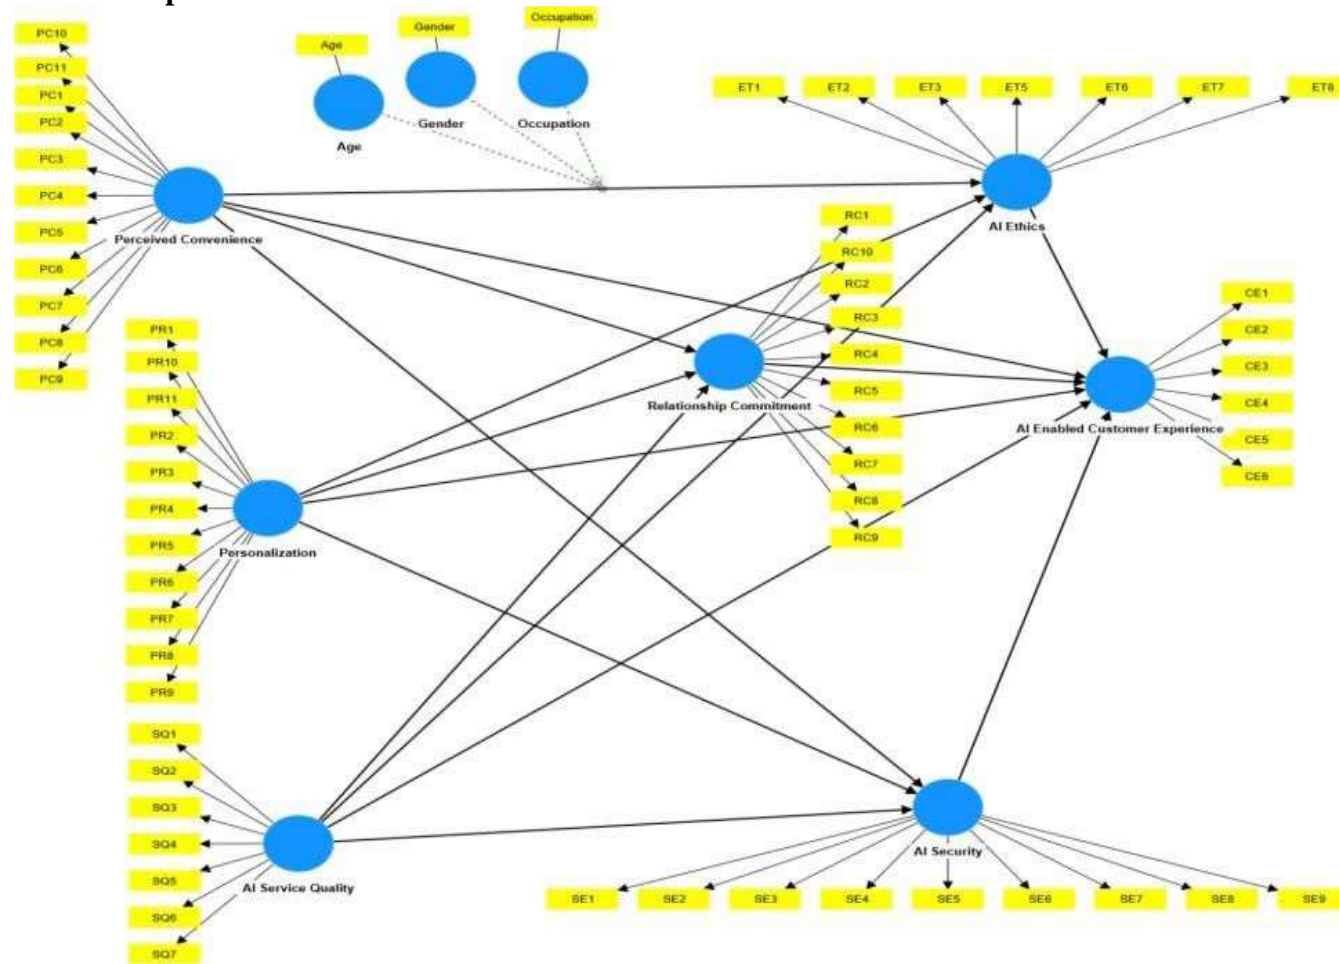 PC10
PC11
PC1
PC2
PC3
PC4
PC5
PC6
PC7
PC8
PC9
Perceived Convenience
Age
Age
Gender
Gender
Occupation
Occupation
ET1
ET2
ET3
ET5
ET6
ET7
ET8
AI Ethics
RC1
RC10
RC2
RC3
RC4
RC5
RC6
RC7
RC8
RC9
Relationship Commitment
CE1
CE2
CE3
CE4
CE5
CE6
AI Enabled Customer Experience
PR1
PR10
PR11
PR2
PR3
PR4
PR5
PR6
PR7
PR8
PR9
Personalization
SQ1
SQ2
SQ3
SQ4
SQ5
SQ6
SQ7
AI Service Quality
AI Security
SE1
SE2
SE3
SE4
SE5
SE6
SE7
SE8
SE9